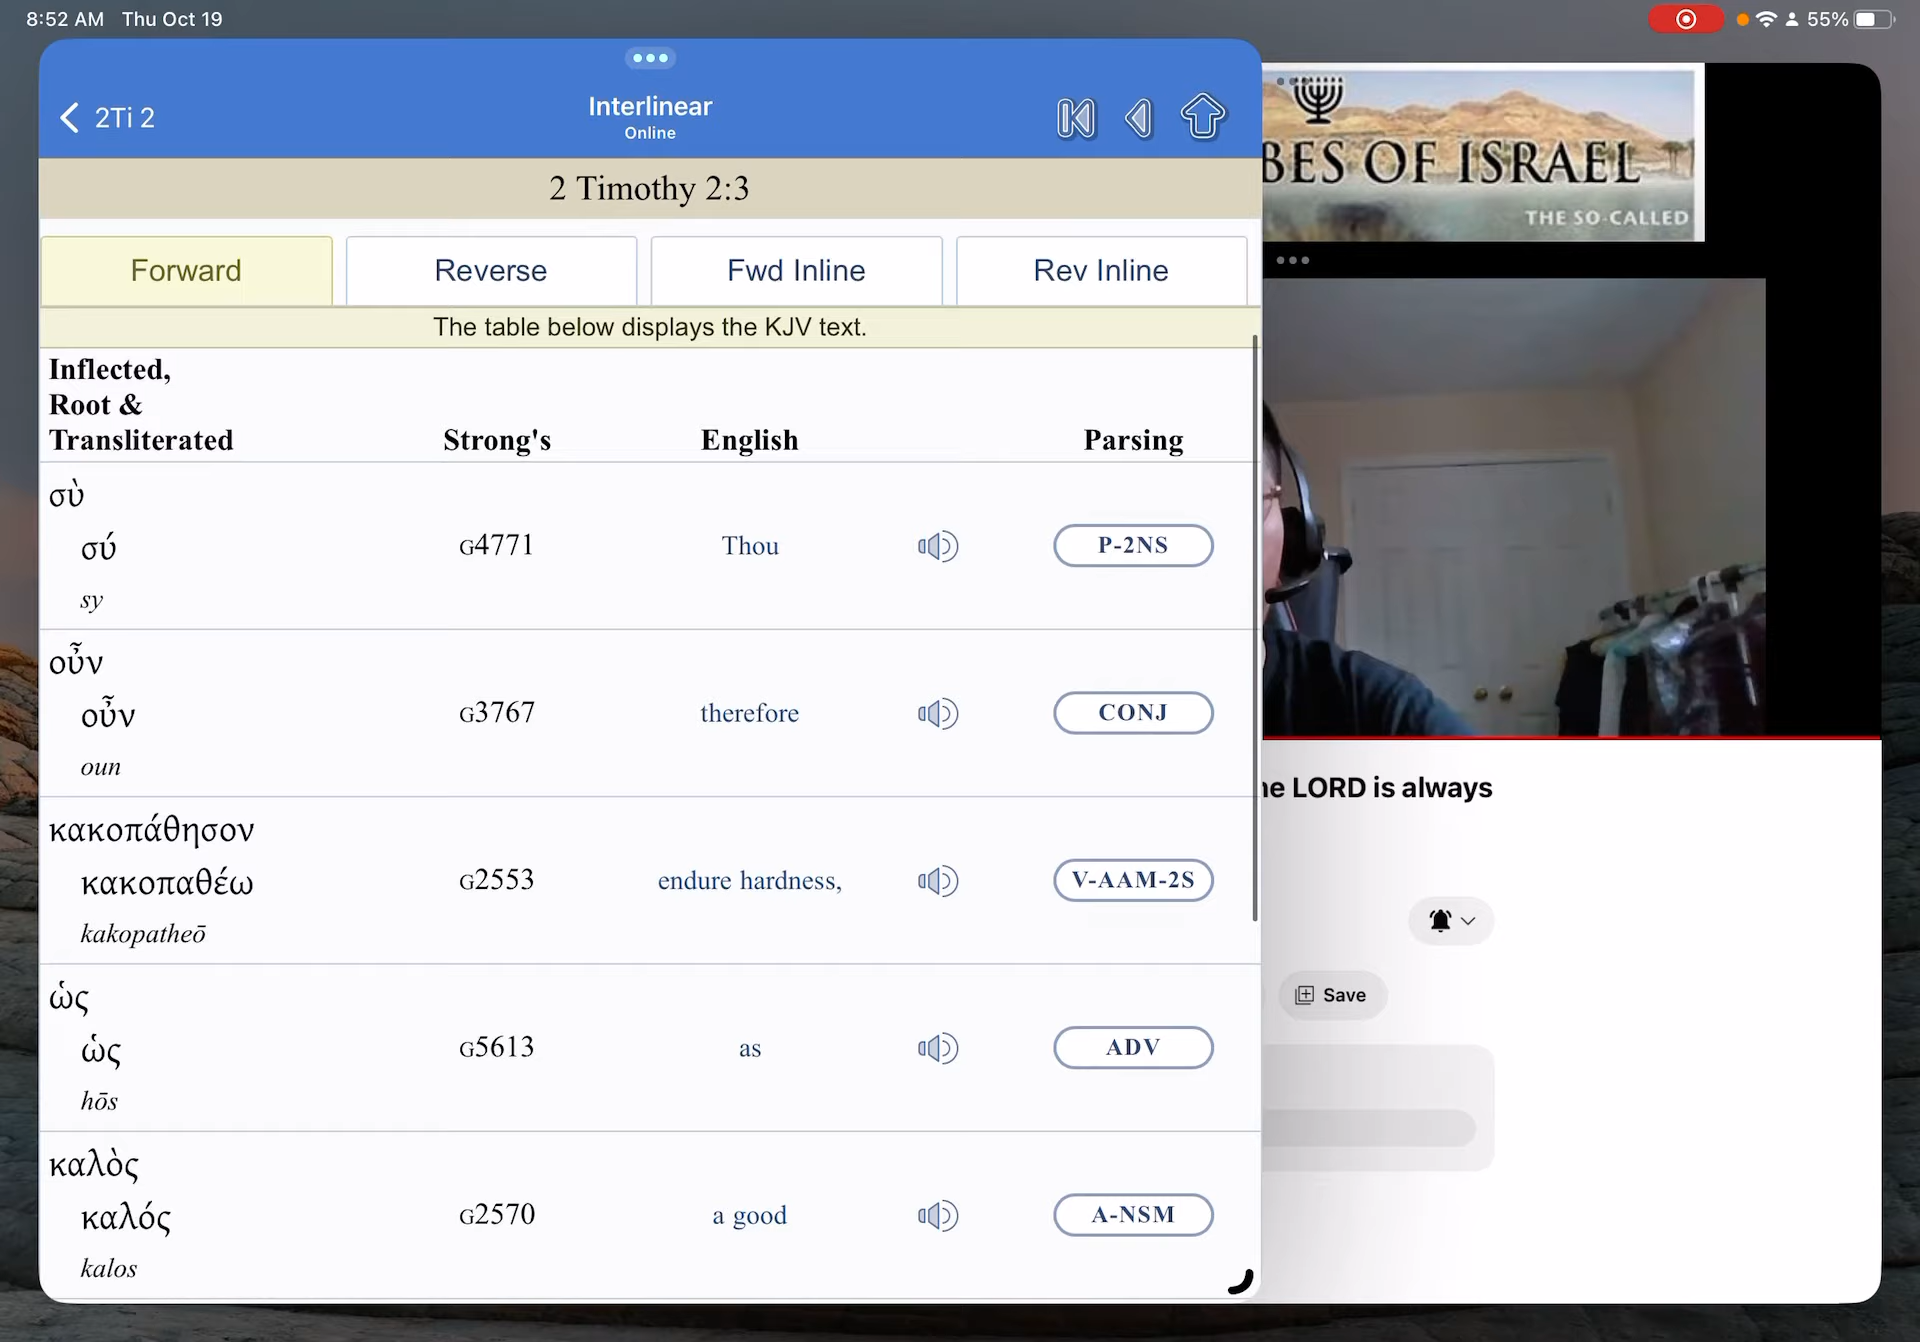 8:52 AM Thu Oct 19
55%
2Ti 2
Interlinear
Online
2 Timothy 2:3
Forward
Reverse
Fwd Inline
Rev Inline
The table below displays the KJV text.
Inflected,
Root &
Transliterated
Strong's
English
Parsing
σὺ
σύ
sy
G4771
Thou
P-2NS
οὖν
οὖν
oun
G3767
therefore
CONJ
κακοπάθησον
κακοπαθέω
kakopatheō
G2553
endure hardness,
V-AAM-2S
ὡς
ὡς
hōs
G5613
as
ADV
καλὸς
καλός
kalos
G2570
a good
A-NSM
BES OF ISRAEL
THE SO-CALLED
he LORD is always
Save